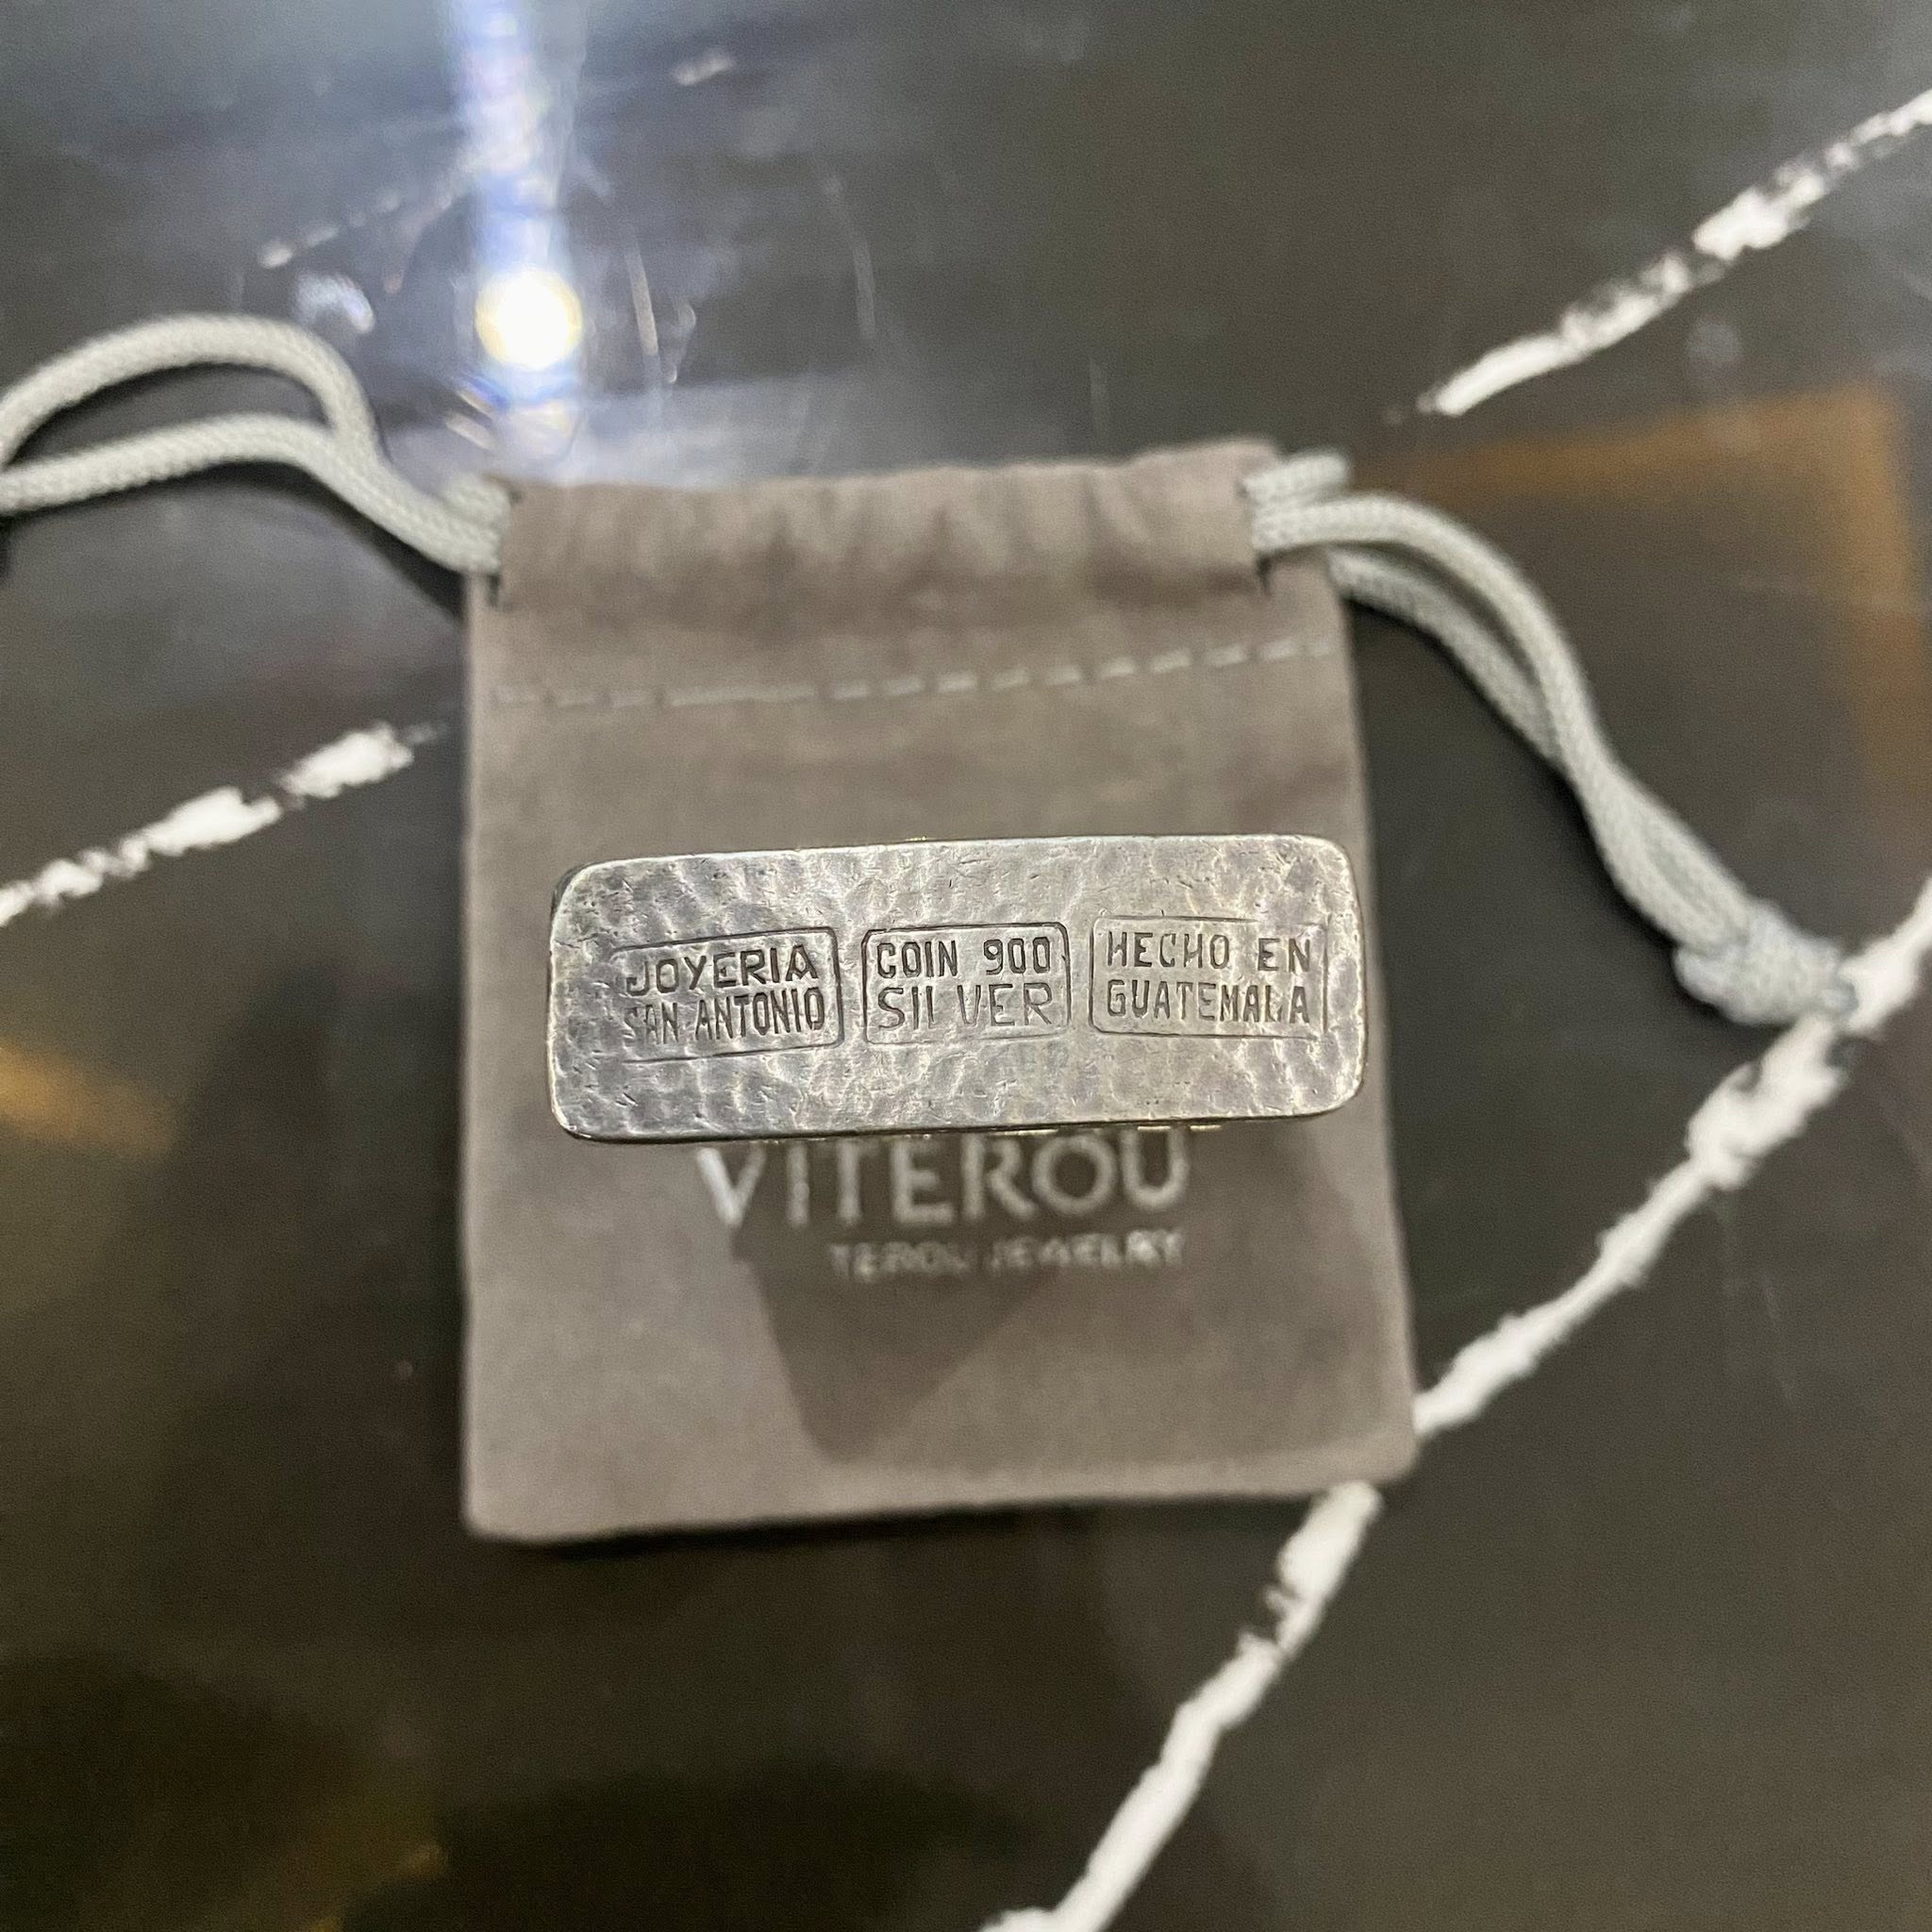 JOYERIA
SAN ANTONIO
COIN 900
SILVER
HECHO EN
GUATEMALA
VITEROU
TEROU JEWELRY